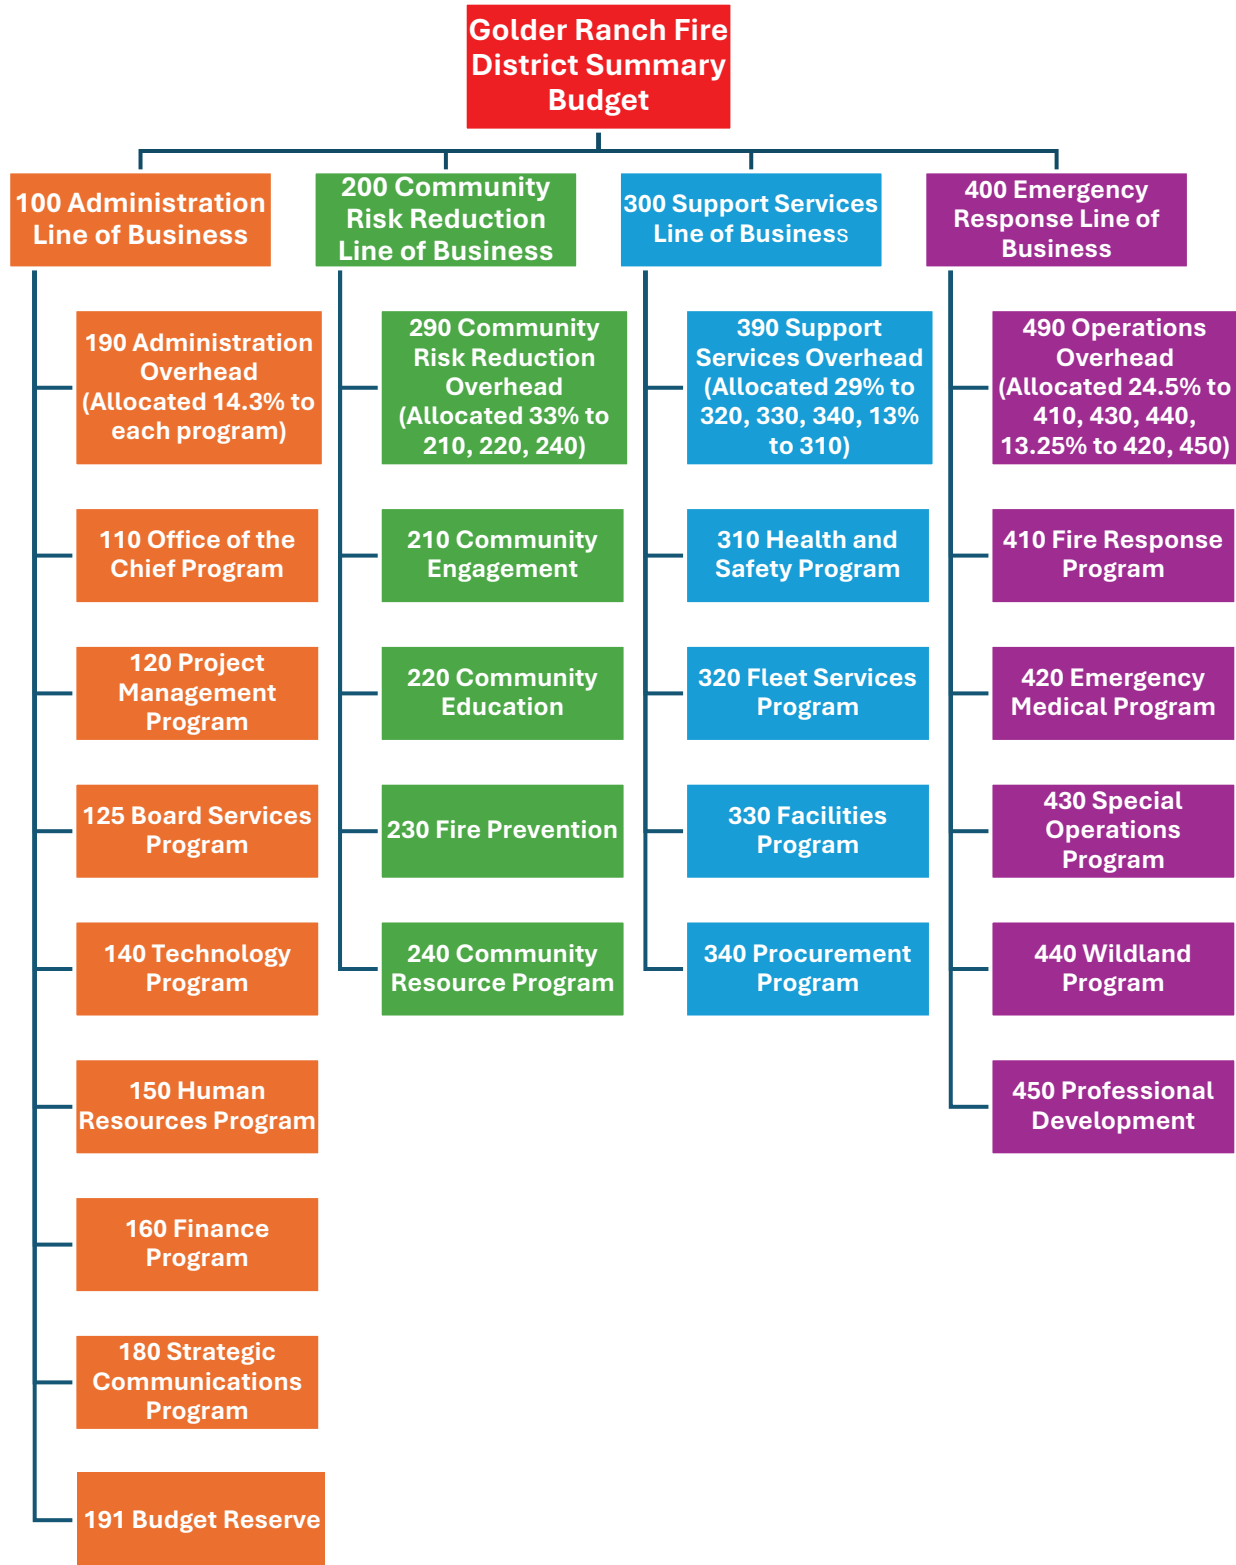 Golder Ranch Fire
District Summary
Budget
100 Administration
Line of Business
190 Administration
Overhead
(Allocated 14.3% to
each program)
110 Office of the
Chief Program
120 Project
Management
Program
125 Board Services
Program
140 Technology
Program
150 Human
Resources Program
160 Finance
Program
180 Strategic
Communications
Program
191 Budget Reserve
200 Community
Risk Reduction
Line of Business
290 Community
Risk Reduction
Overhead
(Allocated 33% to
210, 220, 240)
210 Community
Engagement
220 Community
Education
230 Fire Prevention
240 Community
Resource Program
300 Support Services
Line of Business
390 Support
Services Overhead
(Allocated 29% to
320, 330, 340, 13%
to 310)
310 Health and
Safety Program
320 Fleet Services
Program
330 Facilities
Program
340 Procurement
Program
400 Emergency
Response Line of
Business
490 Operations
Overhead
(Allocated 24.5% to
410, 430, 440,
13.25% to 420, 450)
410 Fire Response
Program
420 Emergency
Medical Program
430 Special
Operations
Program
440 Wildland
Program
450 Professional
Development